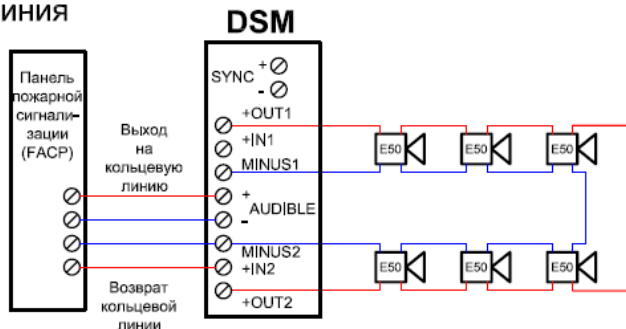 иния
DSM
Панель
пожарной
сигнали-
зации
(FACP)
Выход
на
кольцевую
линию
Возврат
кольцевой
линии
SYNC + -
+OUT1
+IN1
MINUS1
+
AUDIBLE
-
MINUS2
+IN2
+OUT2
E50 E50 E50
E50 E50 E50